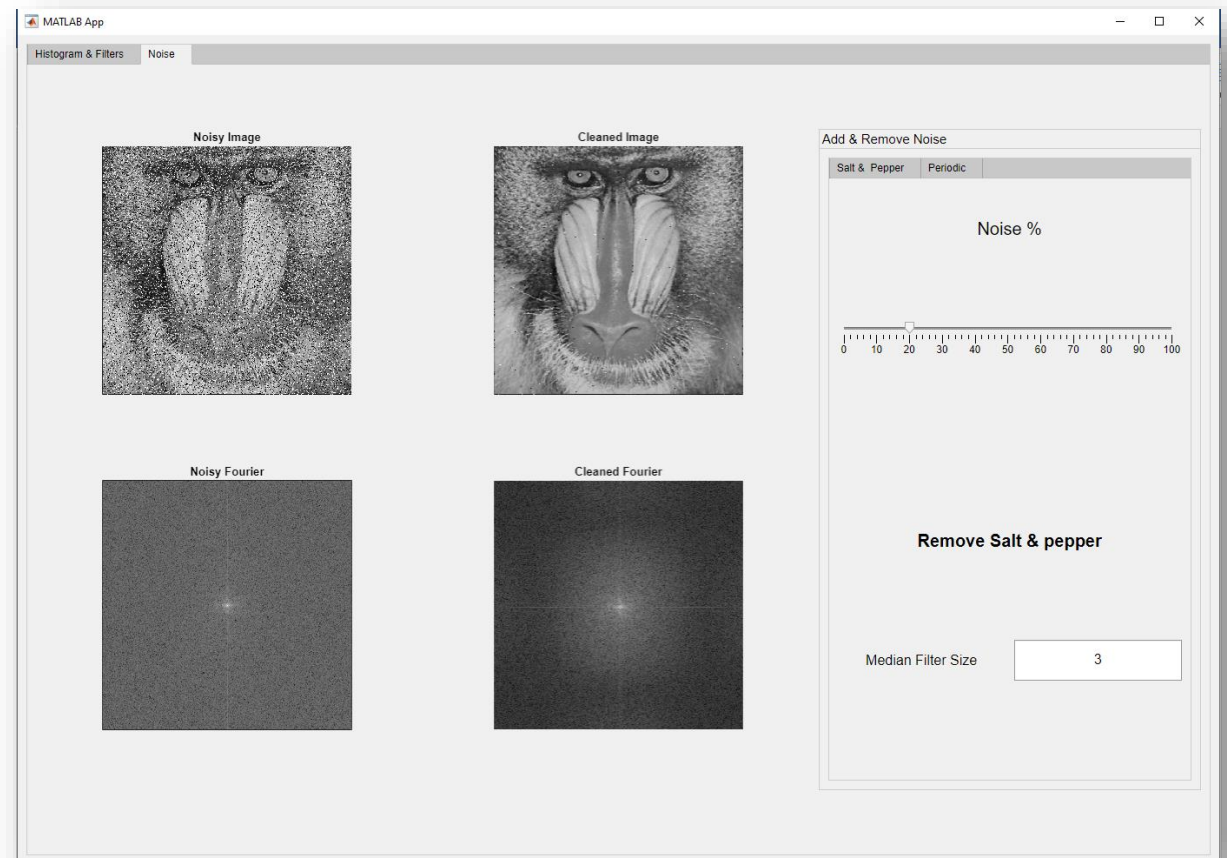 MATLAB App
Histogram & Filters Noise
Noisy Image
Cleaned Image
Noisy Fourier
Cleaned Fourier
Add & Remove Noise
Salt & Pepper Periodic
Noise %
0 10 20 30 40 50 60 70 80 90 100
Remove Salt & pepper
Median Filter Size 3